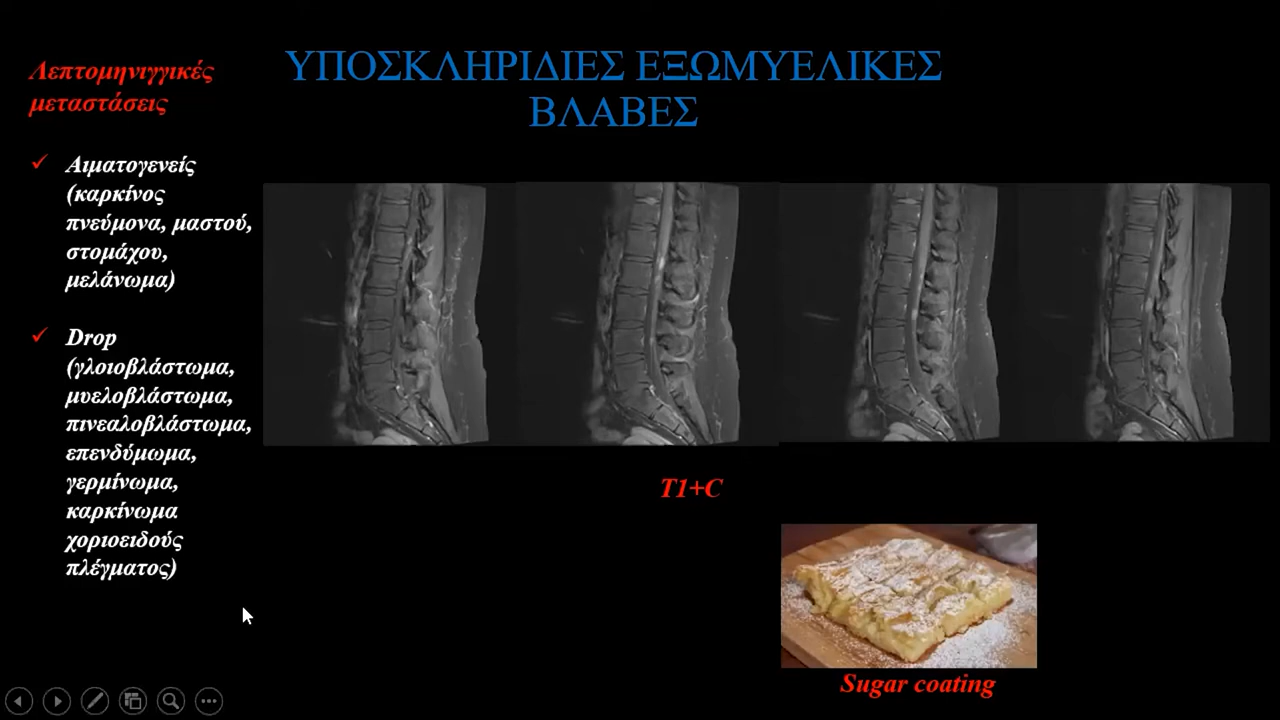 ΥΠΟΣΚΛΗΡΙΔΙΕΣ ΕΞΩΜΥΕΛΙΚΕΣ
ΒΛΑΒΕΣ
Λεπτομηνιγγικές
μεταστάσεις
Αιματογενείς
(καρκίνος
πνεύμονα, μαστού,
στομάχου,
μελάνωμα)
Drop
(γλοιοβλάστωμα,
μυελοβλάστωμα,
πινεαλοβλάστωμα,
επενδύμωμα,
γερμίνωμα,
καρκίνωμα
χοριοειδούς
πλέγματος)
T1+C
Sugar coating